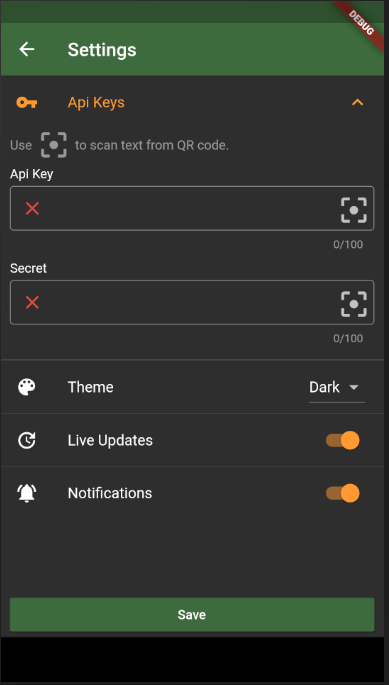 DEBUG
Settings
Api Keys
Use to scan text from QR code.
Api Key
0/100
Secret
0/100
Theme Dark
Live Updates
Notifications
Save